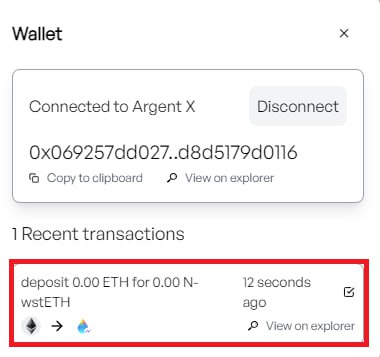 Wallet
Connected to Argent X
Disconnect
0x069257dd027..d8d5179d0116
Copy to clipboard
View on explorer
1 Recent transactions
deposit 0.00 ETH for 0.00 N-
wstETH
12 seconds
ago
View on explorer